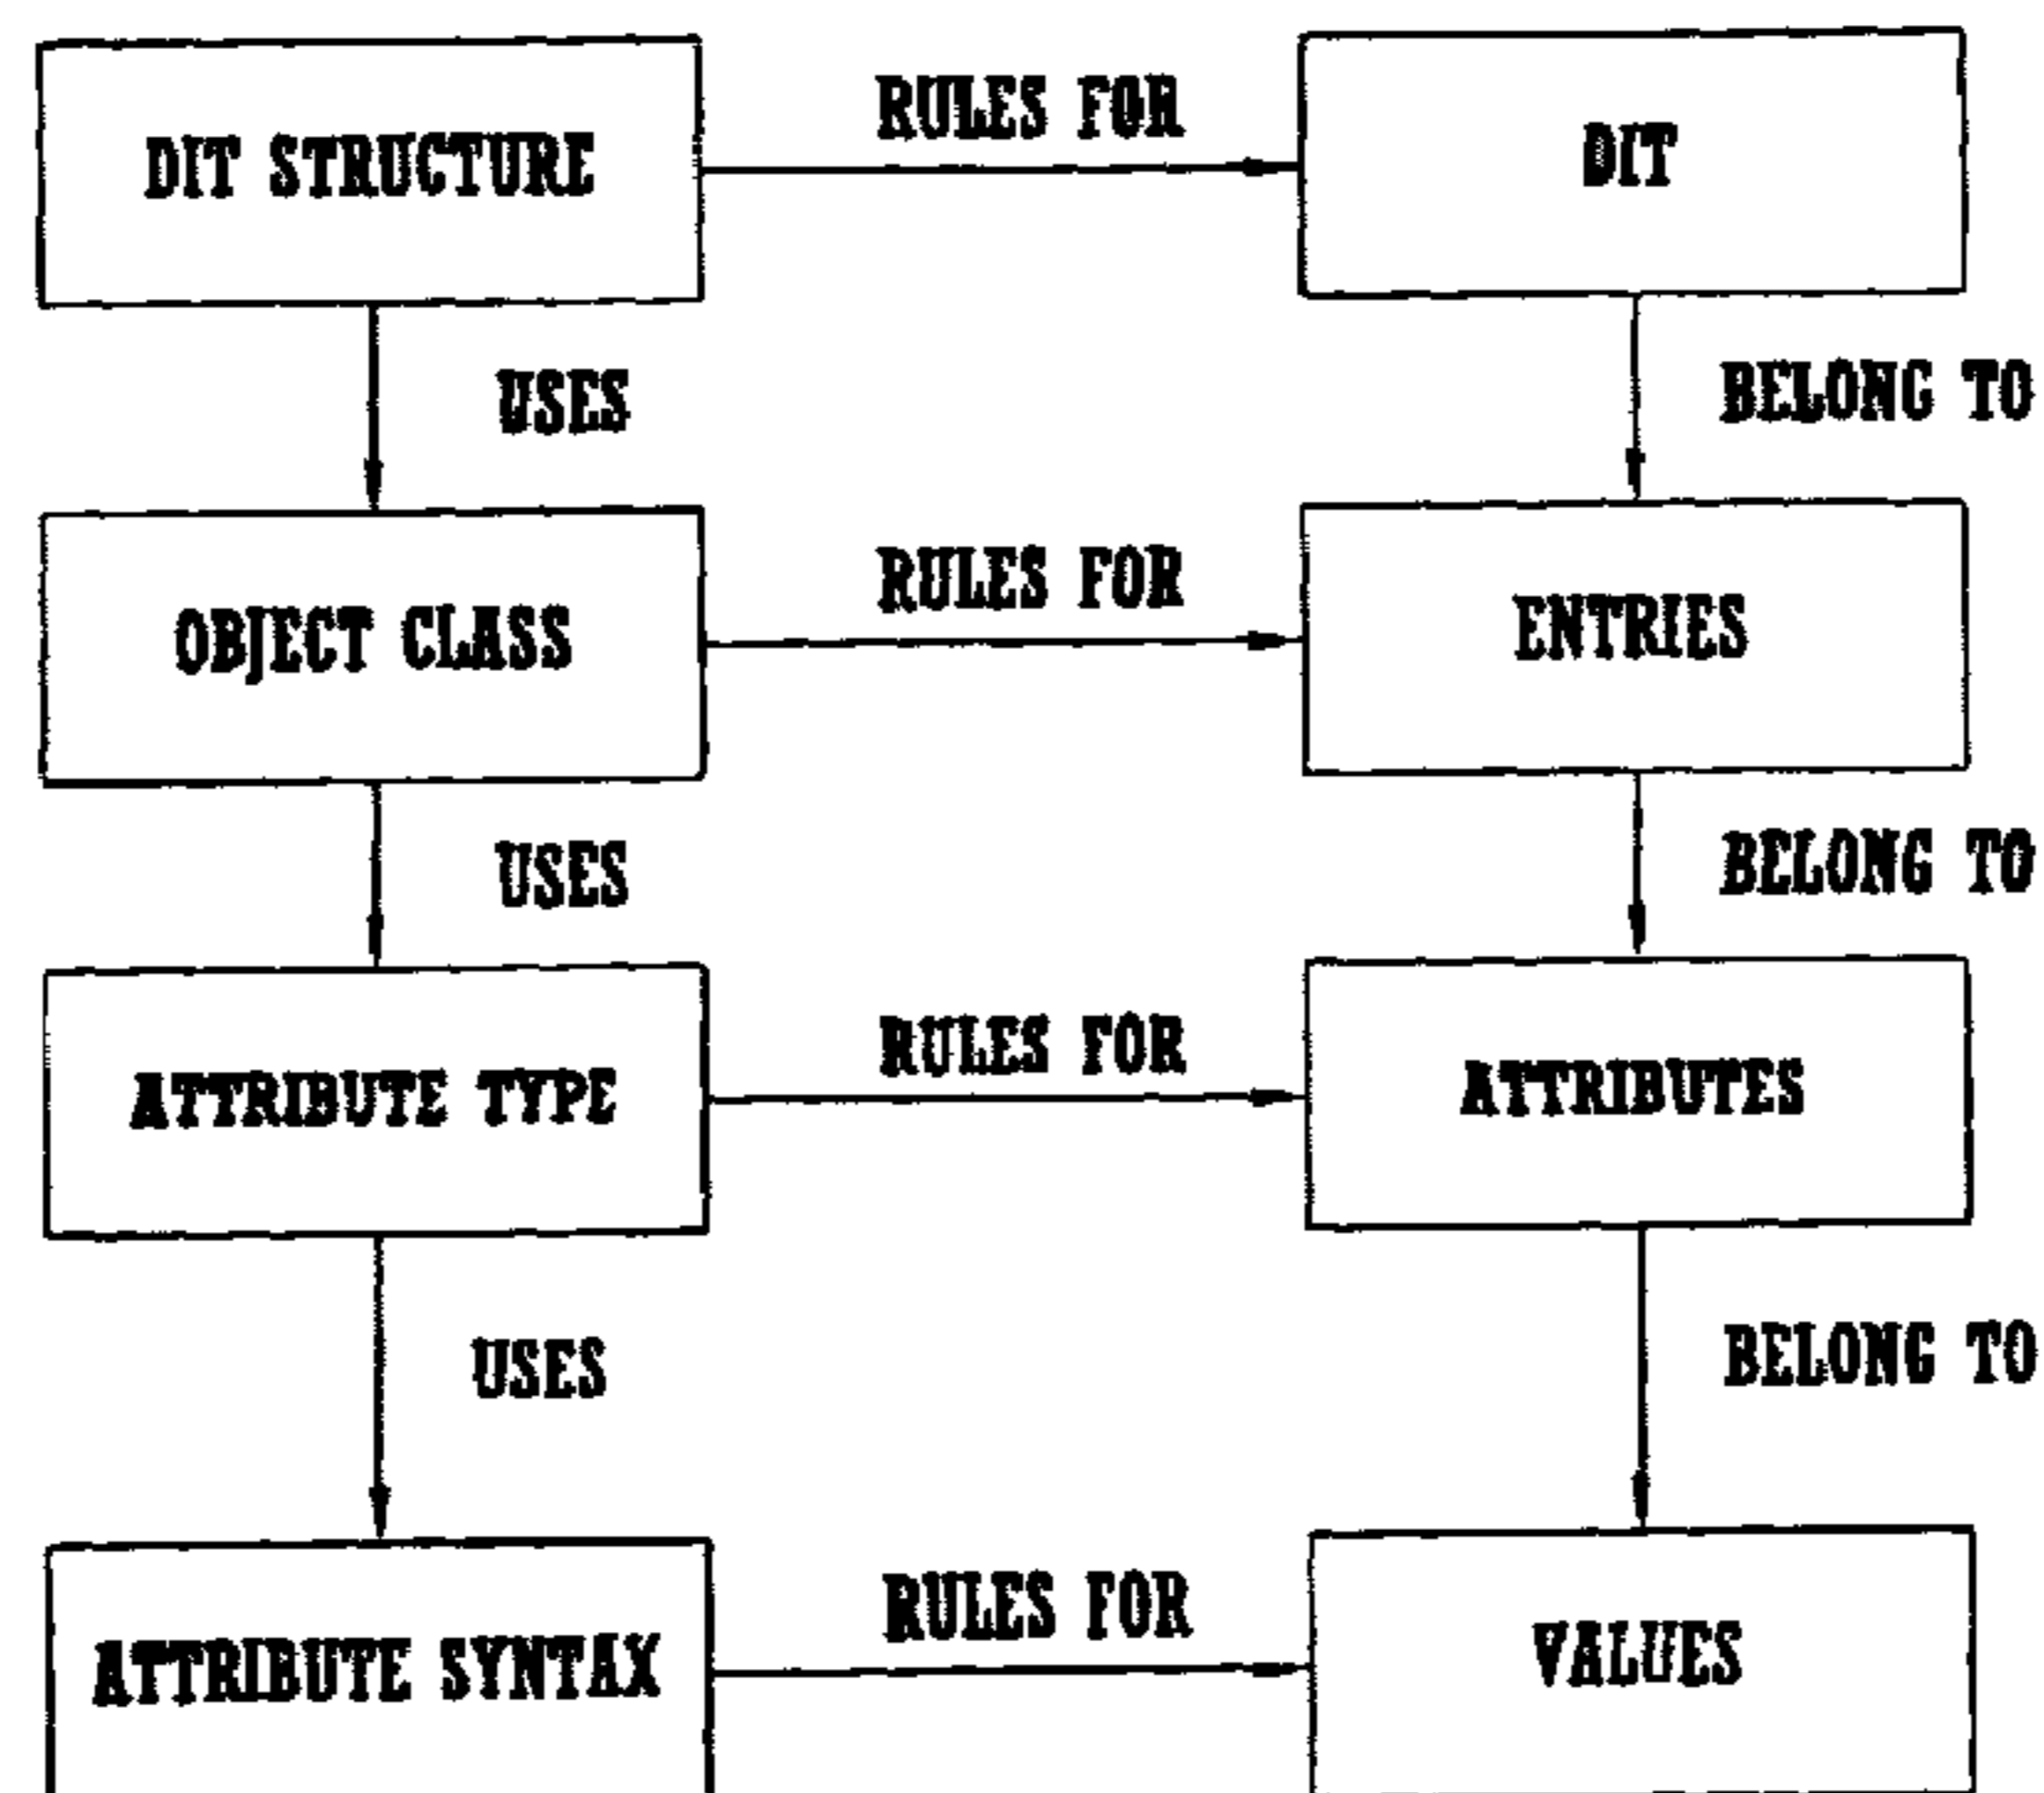 DIT STRUCTURE
RULES FOR
DIT
USES
BELONG TO
OBJECT CLASS
RULES FOR
ENTRIES
USES
BELONG TO
ATTRIBUTE TYPE
RULES FOR
ATTRIBUTES
USES
BELONG TO
ATTRIBUTE SYNTAX
RULES FOR
VALUES